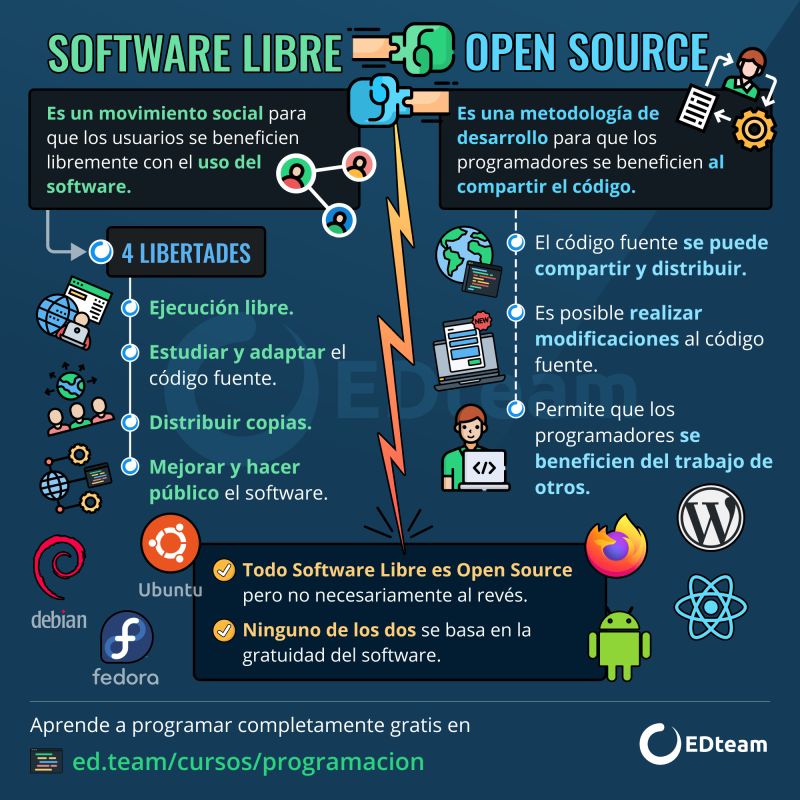 SOFTWARE LIBRE
OPEN SOURCE
Es un movimiento social para
que los usuarios se beneficien
libremente con el uso del
software.
4 LIBERTADES
Ejecución libre.
Estudiar y adaptar el
código fuente.
Distribuir copias.
Mejorar y hacer
público el software.
Es una metodología de
desarrollo para que los
programadores se beneficien al
compartir el código.
El código fuente se puede
compartir y distribuir.
NEW
Es posible realizar
modificaciones al código
fuente.
</>
Permite que los
programadores se
beneficien del trabajo de
otros.
EDteam
debian
Ubuntu
fedora
W
Todo Software Libre es Open Source
pero no necesariamente al revés.
Ninguno de los dos se basa en la
gratuidad del software.
Aprende a programar completamente gratis en
ed.team/cursos/programacion
EDteam